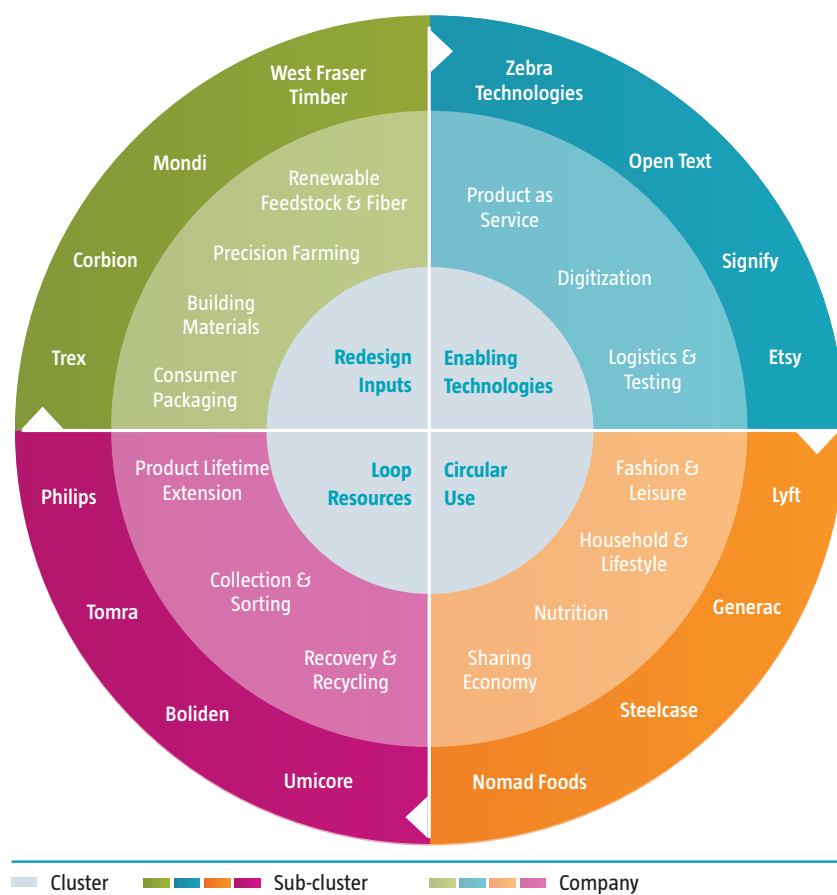 West Fraser
Timber
Mondi
Corbion
Trex
Renewable
Feedstock & Fiber
Precision Farming
Building
Materials
Consumer
Packaging
Redesign
Inputs
Zebra
Technologies
Open Text
Signify
Etsy
Product as
Service
Digitization
Logistics &
Testing
Enabling
Technologies
Philips
Tomra
Boliden
Umicore
Product Lifetime
Extension
Collection &
Sorting
Recovery &
Recycling
Loop
Resources
Circular
Use
Fashion &
Leisure
Household &
Lifestyle
Nutrition
Sharing
Economy
Lyft
Generac
Steelcase
Nomad Foods
Cluster
Sub-cluster
Company